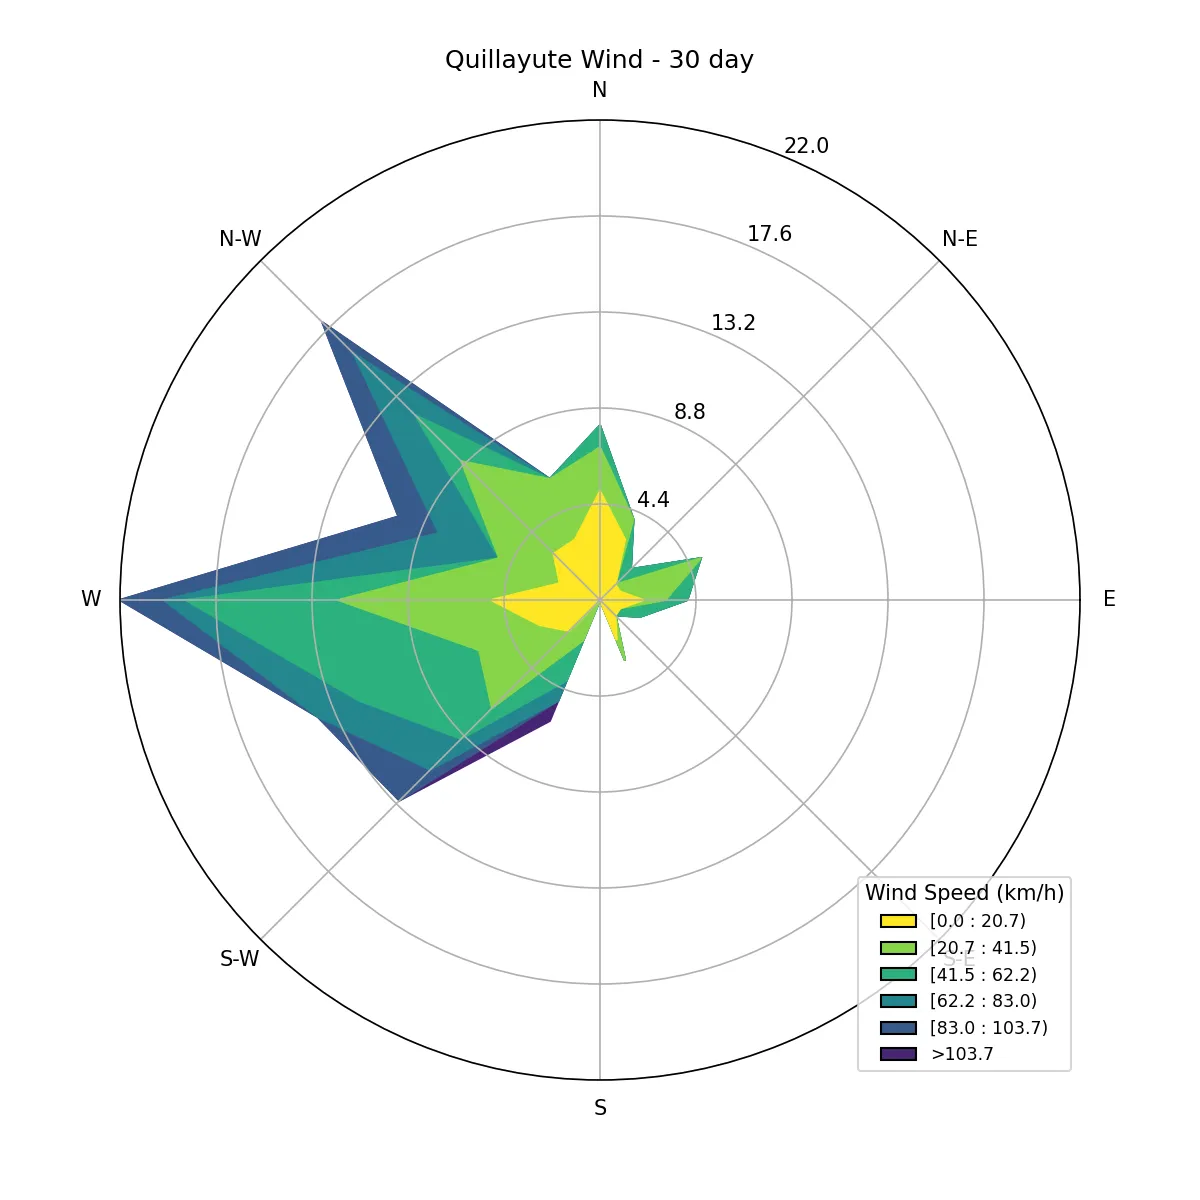 Quillayute Wind - 30 day
N
22.0
N-W
17.6
N-E
13.2
8.8
4.4
W
E
S-W
S-E
S
Wind Speed (km/h)
[0.0 : 20.7)
[20.7 : 41.5)
[41.5 : 62.2)
[62.2 : 83.0)
[83.0 : 103.7)
>103.7